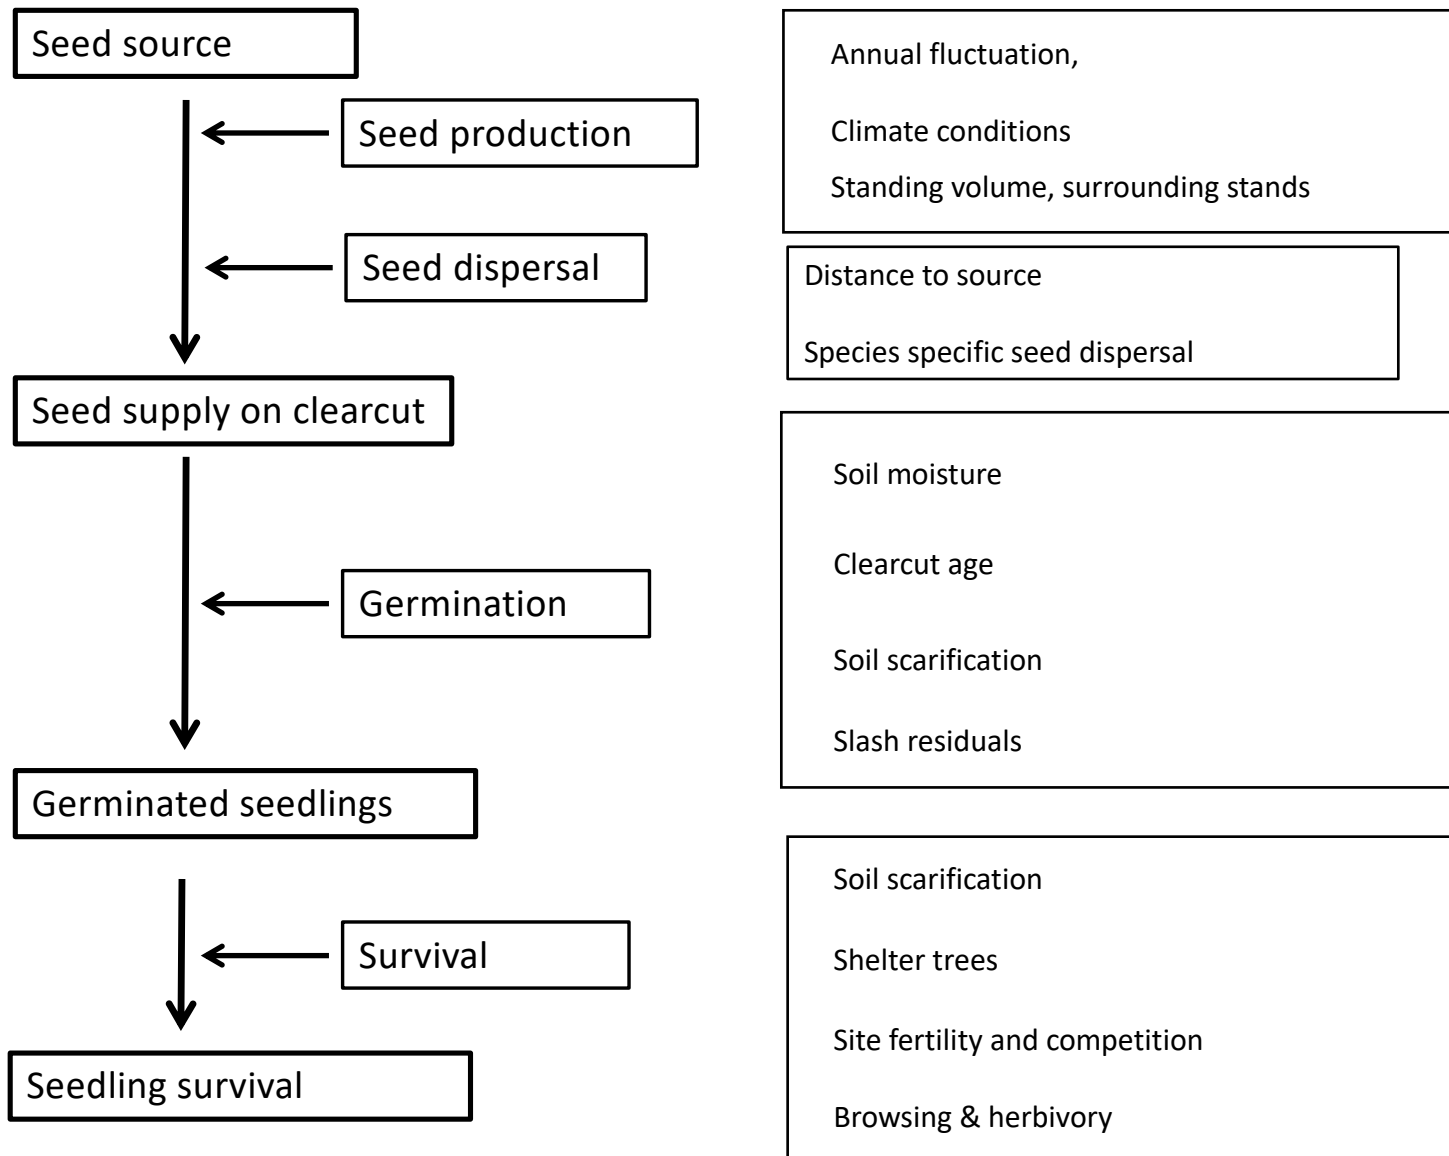 Seed source
Seed production
Seed dispersal
Seed supply on clearcut
Germination
Germinated seedlings
Survival
Seedling survival
Annual fluctuation,
Climate conditions
Standing volume, surrounding stands
Distance to source
Species specific seed dispersal
Soil moisture
Clearcut age
Soil scarification
Slash residuals
Soil scarification
Shelter trees
Site fertility and competition
Browsing & herbivory